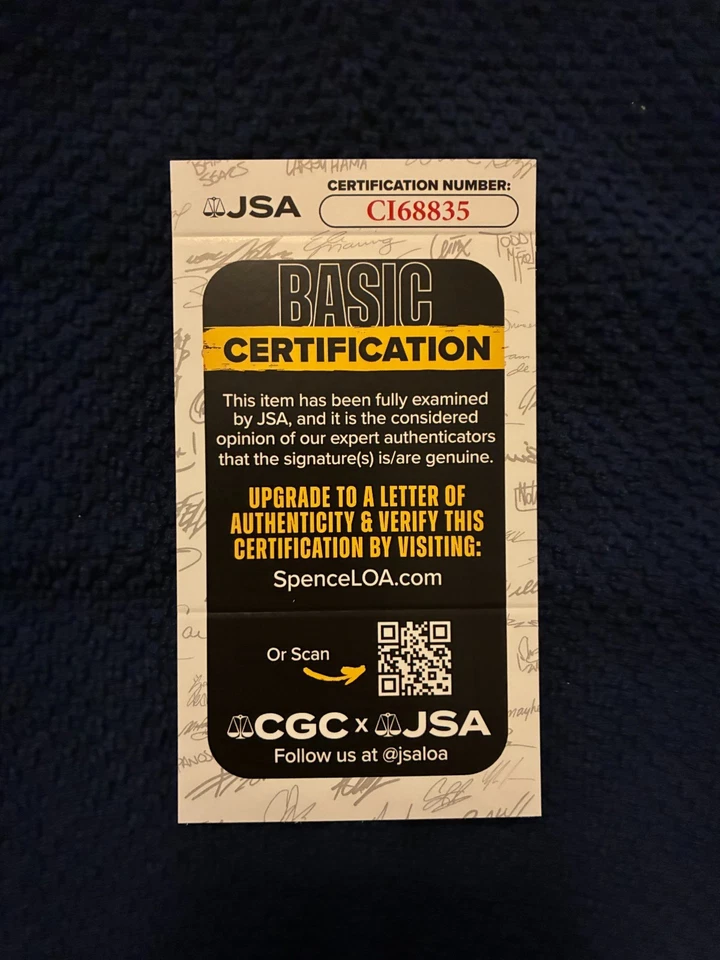 LARRY HAMA
JSA
CERTIFICATION NUMBER:
CI68835
BASIC
CERTIFICATION
This item has been fully examined
by JSA, and it is the considered
opinion of our expert authenticators
that the signature(s) is/are genuine.
UPGRADE TO A LETTER OF
AUTHENTICITY & VERIFY THIS
CERTIFICATION BY VISITING:
SpenceLOA.com
Or Scan
CGC x JSA
Follow us at @jsaloa